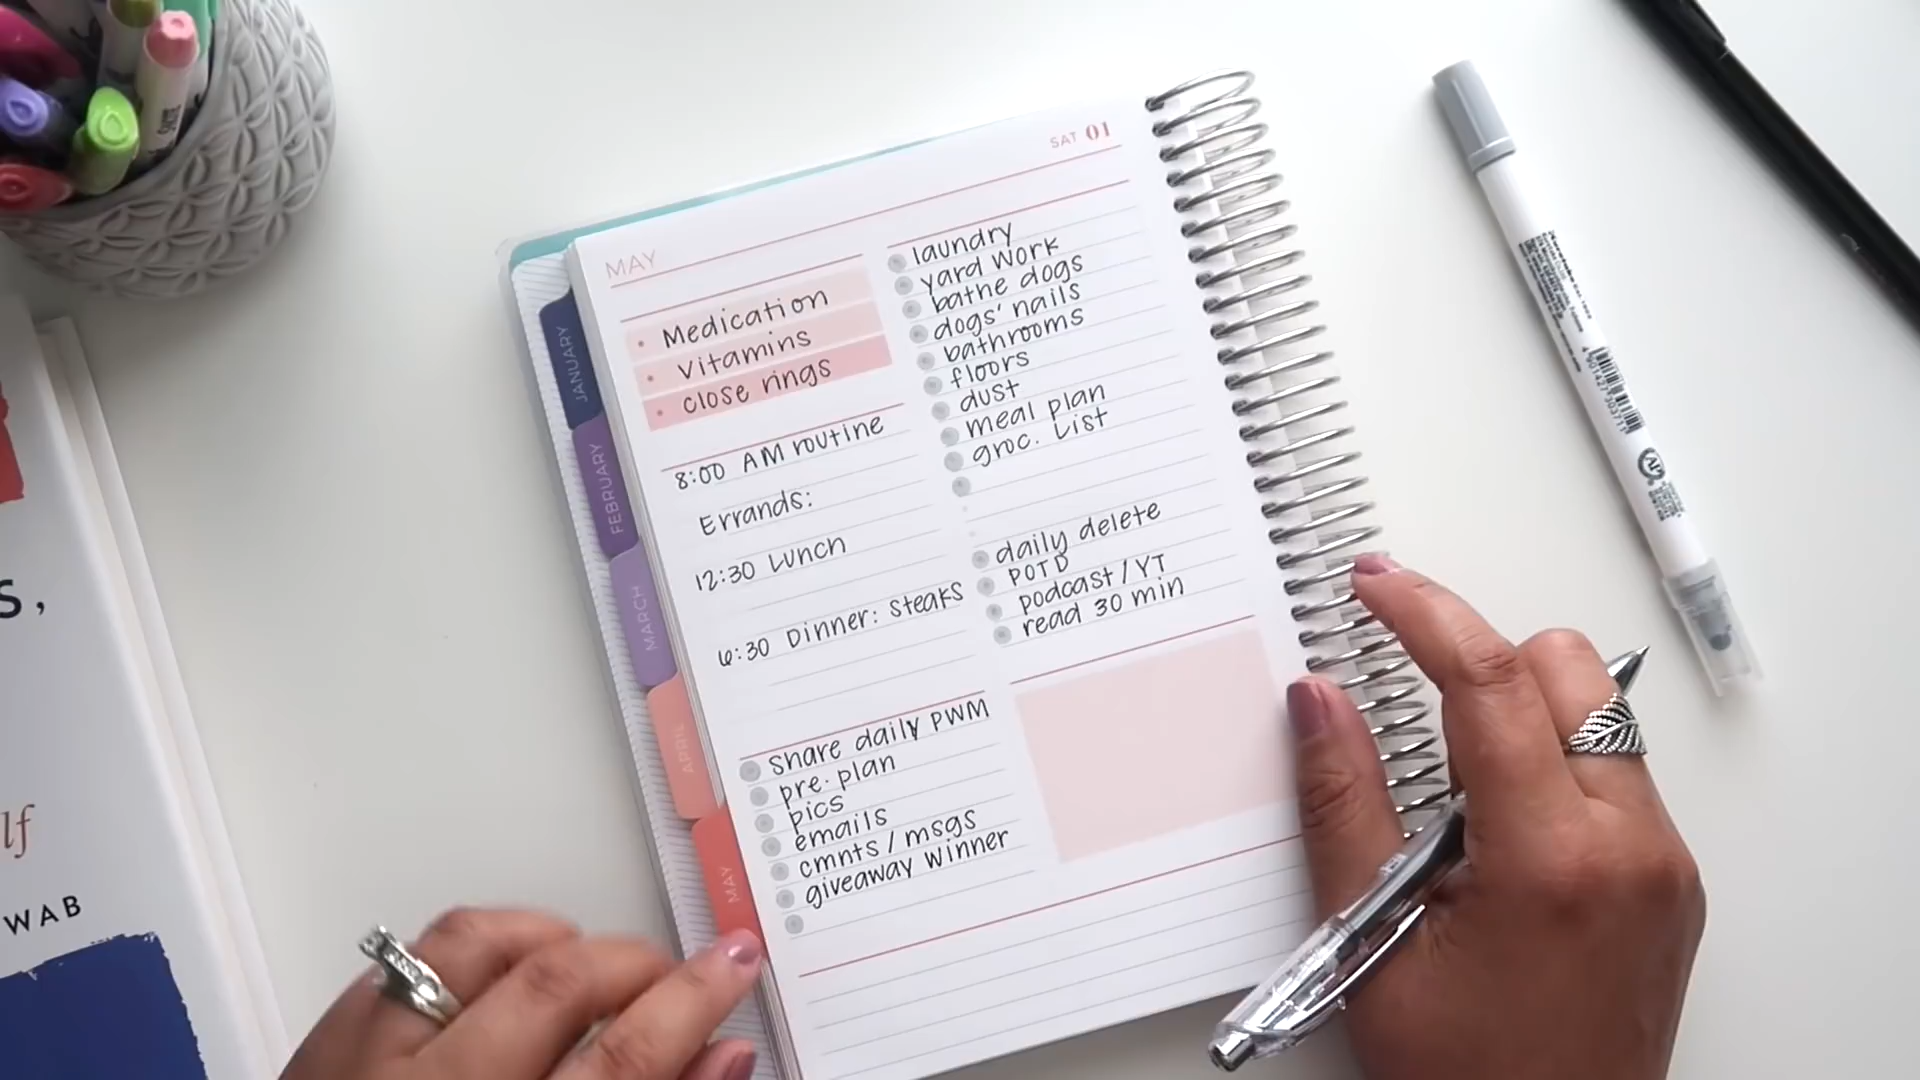 MAY
SAT 01
Medication
Vitamins
close rings
8:00 AM routine
Errands:
12:30 Lunch
6:30 Dinner: steaks
share daily PWM
pre-plan
pics
emails
cmnts / msgs
giveaway winner
laundry
yard work
bathe dogs
dogs' nails
bathrooms
floors
dust
meal plan
groc. list
daily delete
POTD
podcast / YT
read 30 min
JANUARY
FEBRUARY
MARCH
APRIL
MAY
s,
lf
WAB